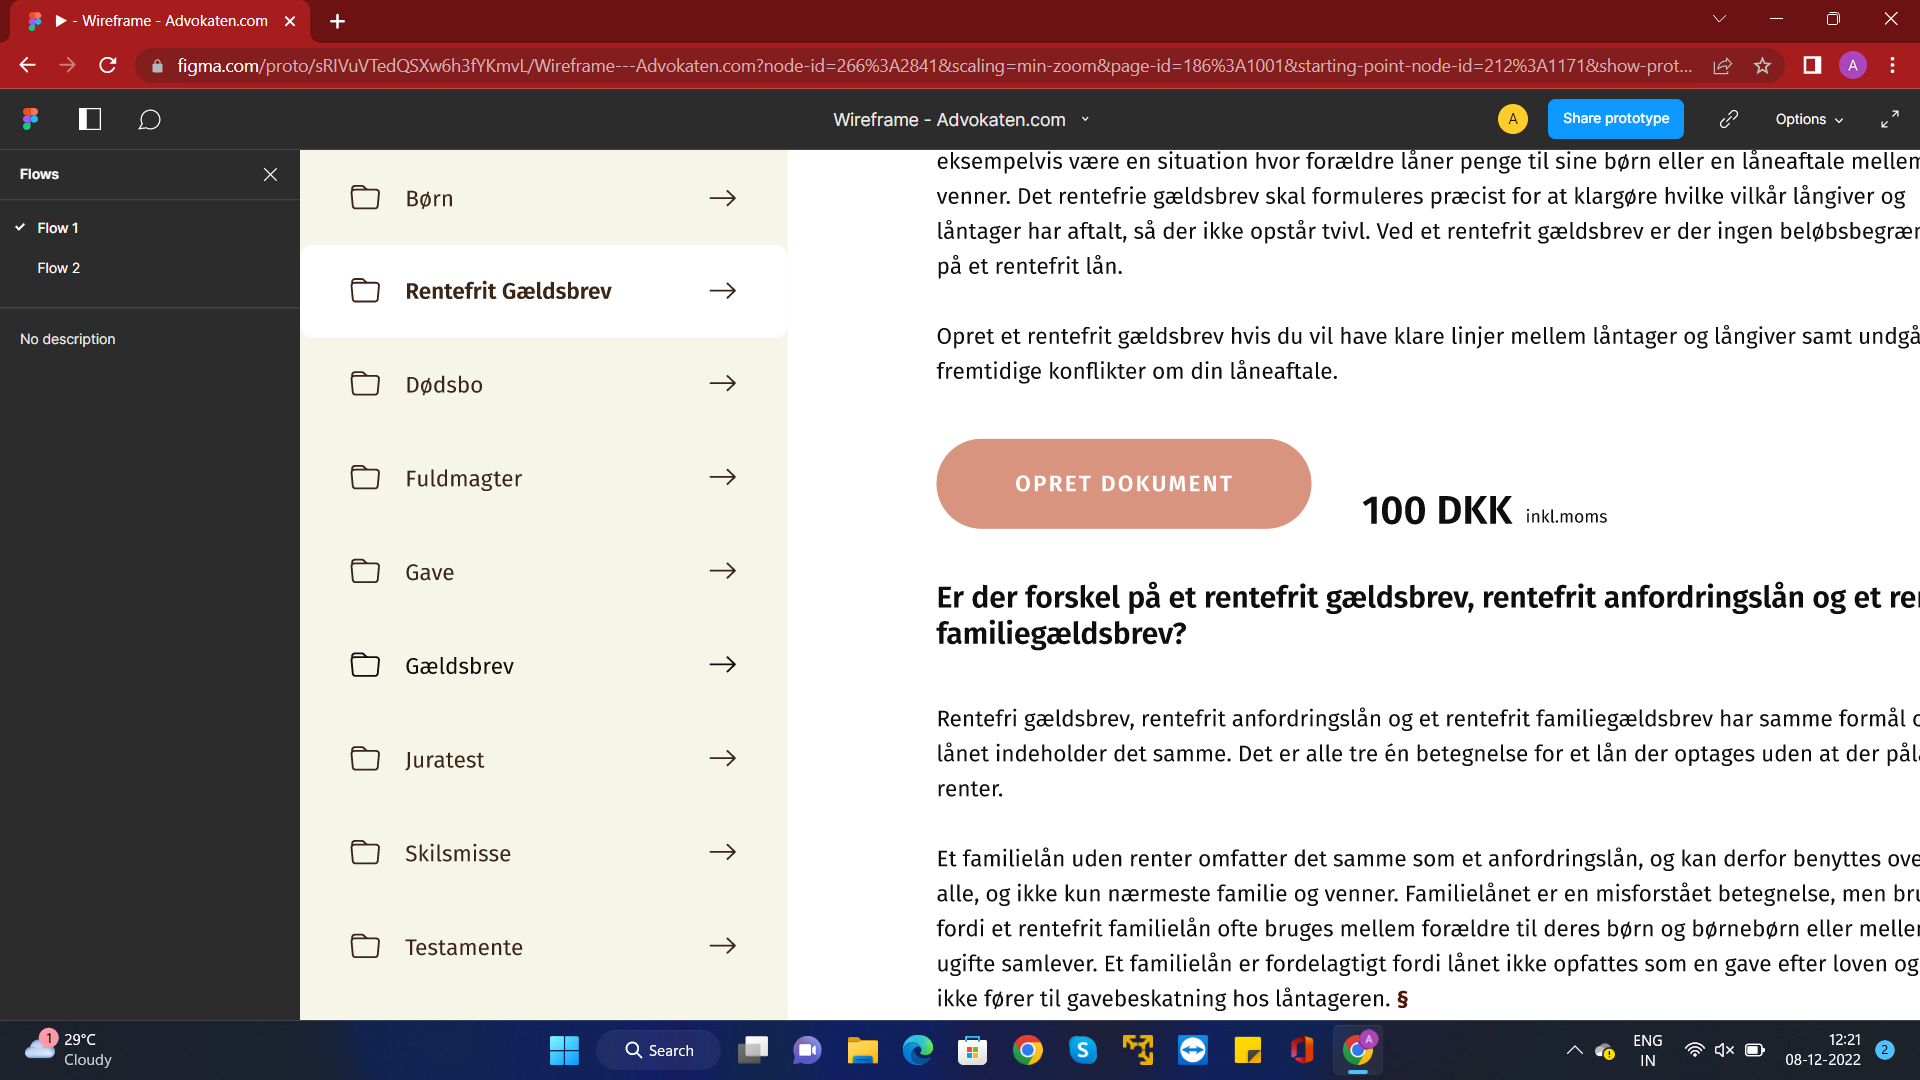 - Wireframe - Advokaten.com
figma.com/proto/sRIVuVTedQSXw6h3fYKmvL/Wireframe---Advokaten.com?node-id=266%3A2841&scaling=min-zoom&page-id=186%3A1001&starting-point-node-id=212%3A1171&show-prot...
A
Wireframe - Advokaten.com
A
Share prototype
Options
Flows
Flow 1
Flow 2
No description
Børn
Rentefrit Gældsbrev
Dødsbo
Fuldmagter
Gave
Gældsbrev
Juratest
Skilsmisse
Testamente
eksempelvis være en situation hvor forældre låner penge til sine børn eller en låneaftale mellem
venner. Det rentefrie gældsbrev skal formuleres præcist for at klargøre hvilke vilkår långiver og
låntager har aftalt, så der ikke opstår tvivl. Ved et rentefrit gældsbrev er der ingen
på et rentefrit lån.
Opret et rentefrit gældsbrev hvis du vil have klare linjer mellem låntager og långiver samt undgå
fremtidige konflikter om din låneaftale.
OPRET DOKUMENT
100 DKK inkl.moms
Er der forskel på et rentefrit gældsbrev, rentefrit anfordringslån og et
familiegældsbrev?
Rentefri gældsbrev, rentefrit anfordringslån og et rentefrit familiegældsbrev har samme formål
lånet indeholder det samme. Det er alle tre én betegnelse for et lån der optages uden at der
renter.
Et familielån uden renter omfatter det samme som et anfordringslån, og kan derfor benyttes
alle, og ikke kun nærmeste familie og venner. Familielånet er en misforstået betegnelse, men
fordi et rentefrit familielån ofte bruges mellem forældre til deres børn og børnebørn eller
ugifte samlever. Et familielån er fordelagtigt fordi lånet ikke opfattes som en gave efter loven og
ikke fører til gavebeskatning hos låntageren. §
1
29°C
Cloudy
Search
A
ENG
IN
12:21
08-12-2022
2